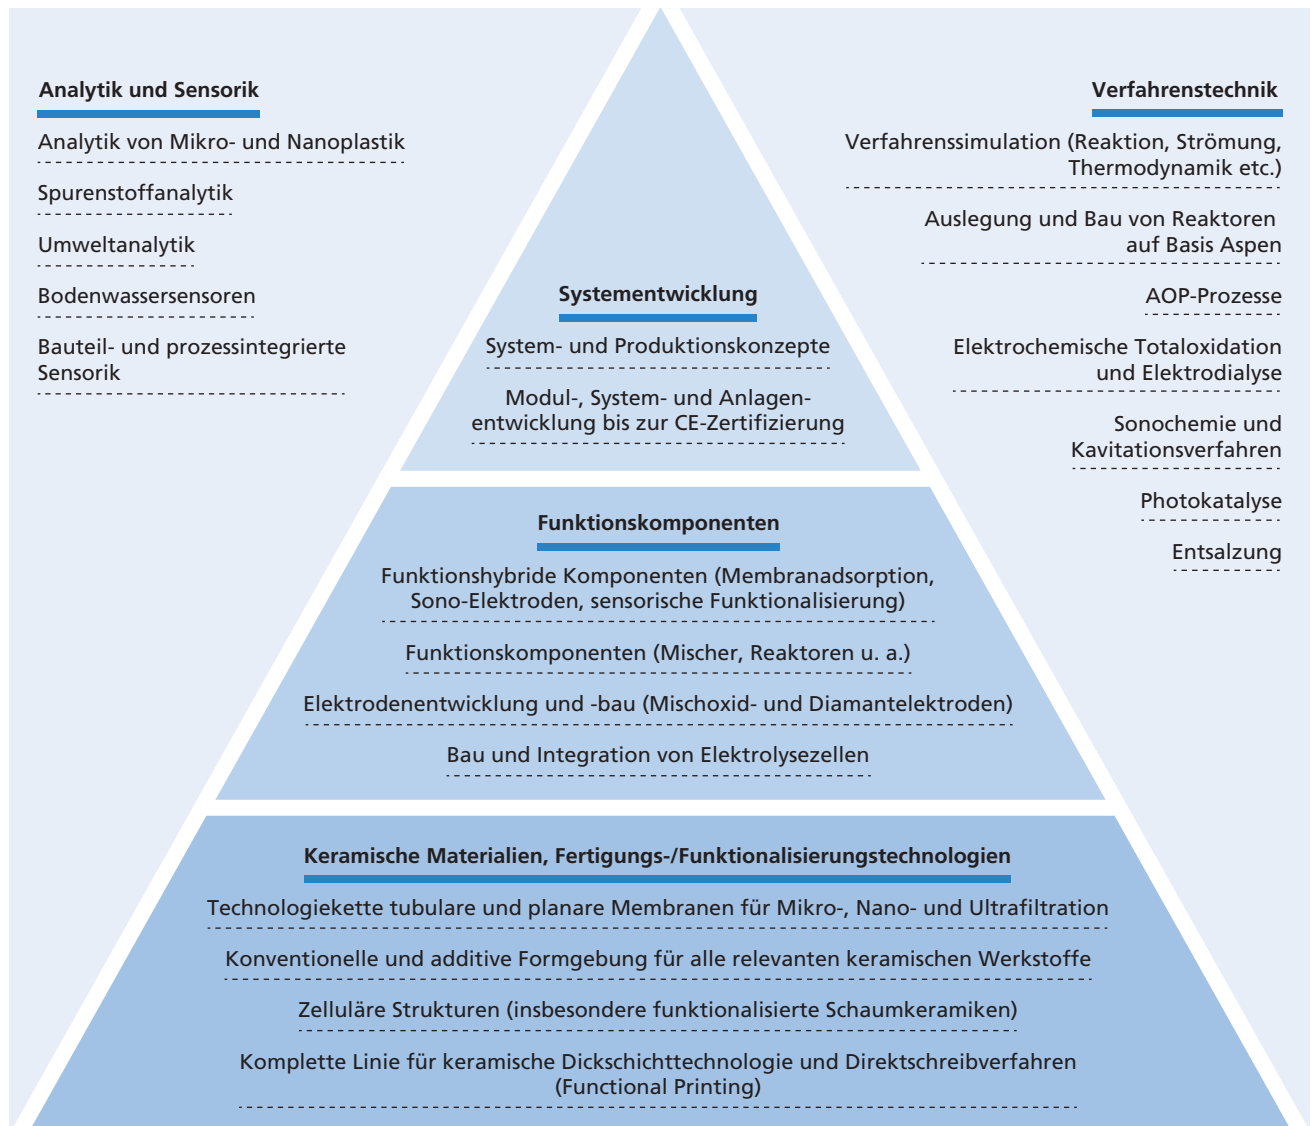 Analytik und Sensorik
Analytik von Mikro- und Nanoplastik
Spurenstoffanalytik
Umweltanalytik
Bodenwassersensoren
Bauteil- und prozessintegrierte
Sensorik
Verfahrenstechnik
Verfahrenssimulation (Reaktion, Strömung,
Thermodynamik etc.)
Auslegung und Bau von Reaktoren
auf Basis Aspen
AOP-Prozesse
Elektrochemische Totaloxidation
und Elektrodialyse
Sonochemie und
Kavitationsverfahren
Photokatalyse
Entsalzung
Systementwicklung
System- und Produktionskonzepte
Modul-, System- und Anlagen-
entwicklung bis zur CE-Zertifizierung
Funktionskomponenten
Funktionshybride Komponenten (Membranadsorption,
Sono-Elektroden, sensorische Funktionalisierung)
Funktionskomponenten (Mischer, Reaktoren u. a.)
Elektrodenentwicklung und -bau (Mischoxid- und Diamantelektroden)
Bau und Integration von Elektrolysezellen
Keramische Materialien, Fertigungs-/Funktionalisierungstechnologien
Technologiekette tubulare und planare Membranen für Mikro-, Nano- und Ultrafiltration
Konventionelle und additive Formgebung für alle relevanten keramischen Werkstoffe
Zelluläre Strukturen (insbesondere funktionalisierte Schaumkeramiken)
Komplette Linie für keramische Dickschichttechnologie und Direktschreibverfahren
(Functional Printing)